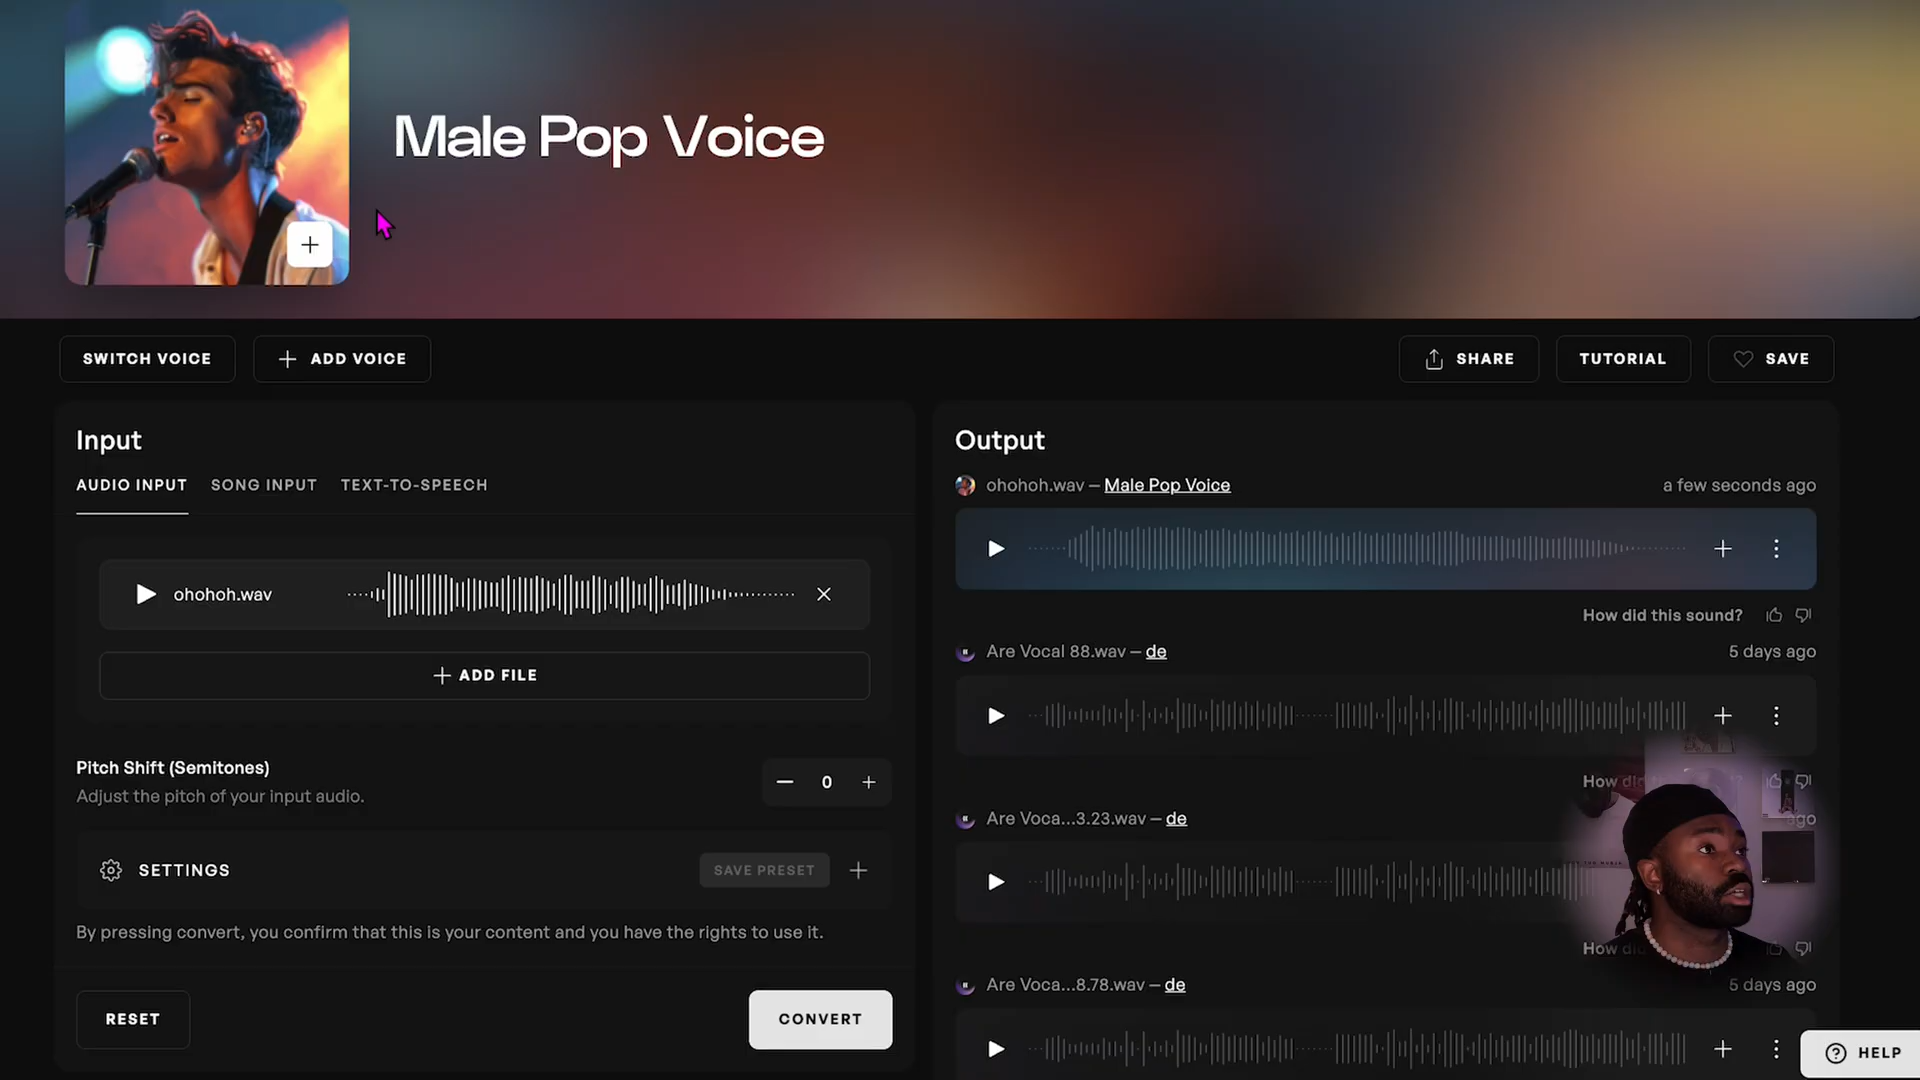 Male Pop Voice
SWITCH VOICE
ADD VOICE
SHARE
TUTORIAL
SAVE
Input
AUDIO INPUT
SONG INPUT
TEXT-TO-SPEECH
ohohoh.wav
ADD FILE
Pitch Shift (Semitones)
0
Adjust the pitch of your input audio.
SETTINGS
SAVE PRESET
By pressing convert, you confirm that this is your content and you have the rights to use it.
RESET
CONVERT
Output
ohohoh.wav – Male Pop Voice
a few seconds ago
How did this sound?
Are Vocal 88.wav – de
5 days ago
How
Are Voca...3.23.wav – de
ago
How
Are Voca...8.78.wav – de
5 days ago
HELP